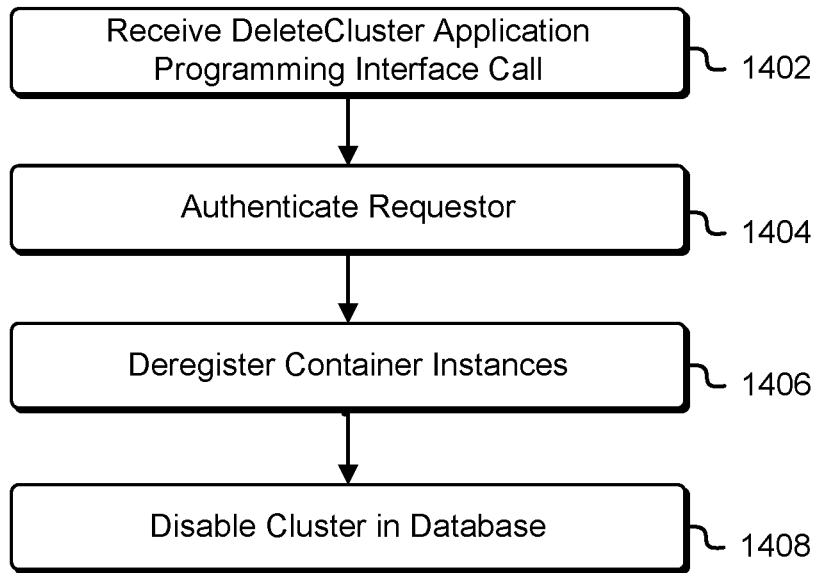 Receive DeleteCluster Application
Programming Interface Call
1402
Authenticate Requestor
1404
Deregister Container Instances
1406
Disable Cluster in Database
1408